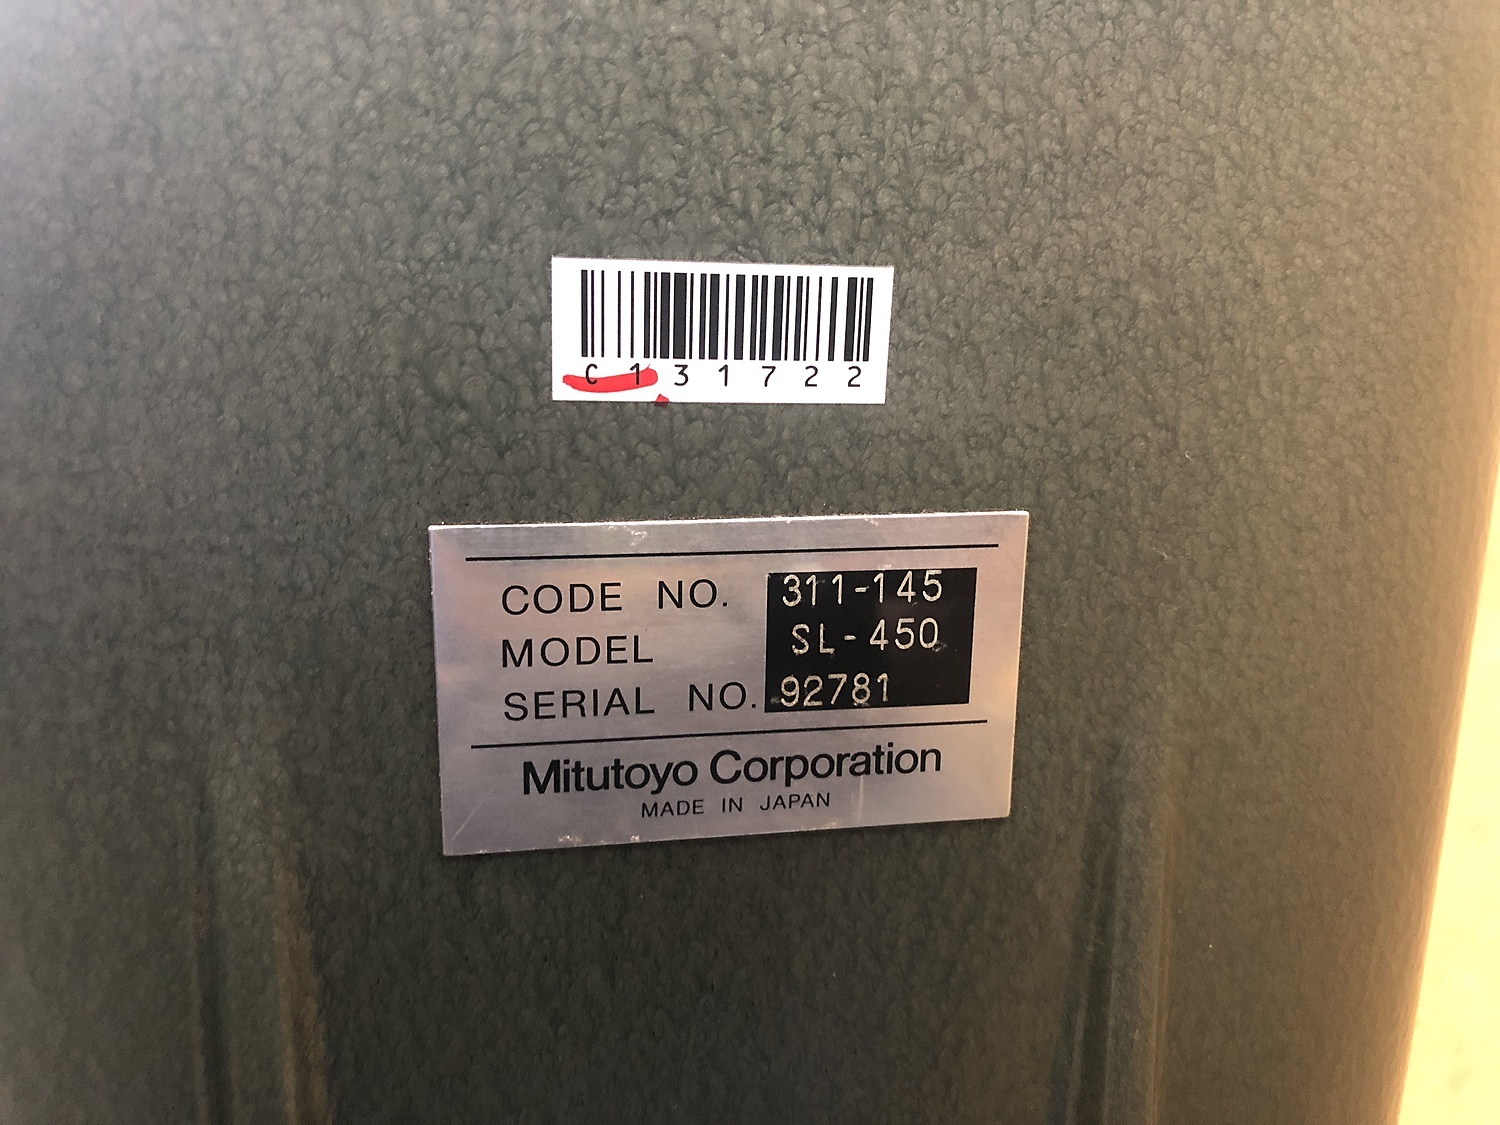 C131722
CODE NO. 311-145
MODEL SL-450
SERIAL NO. 92781
Mitutoyo Corporation
MADE IN JAPAN